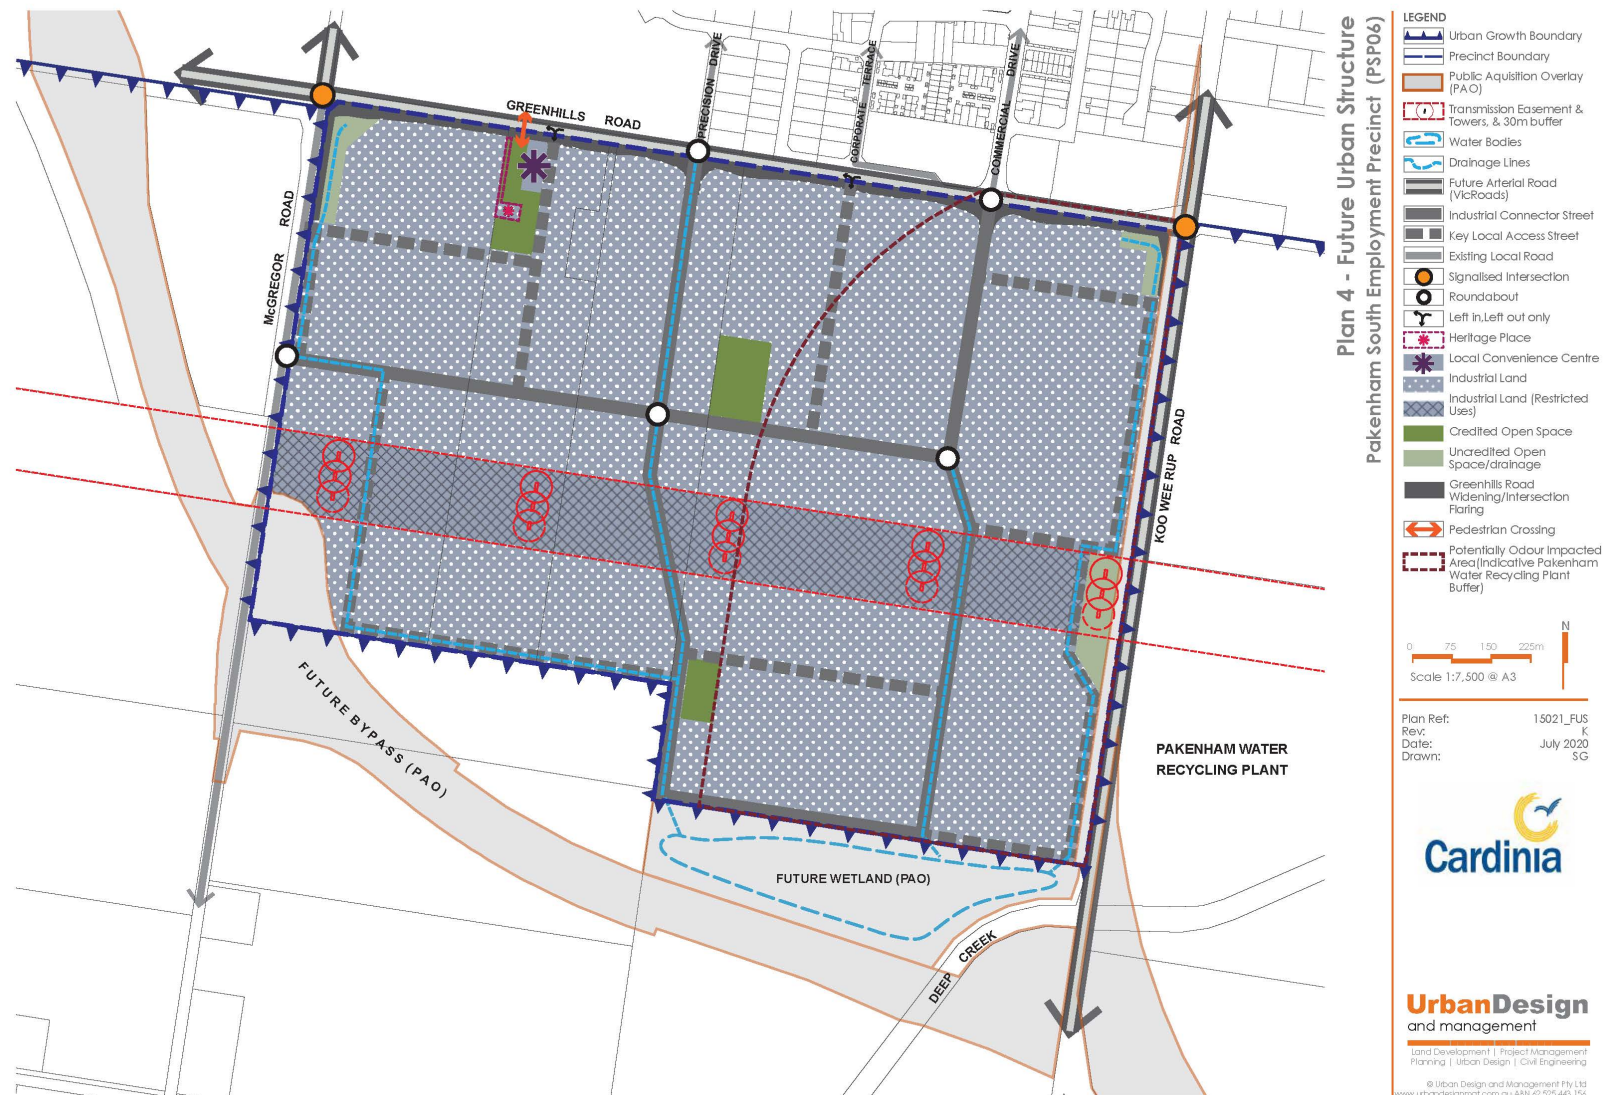 GREENHILLS ROAD
PRECISION DRIVE
CORPORATE TERRACE
COMMERCIAL DRIVE
McGREGOR ROAD
KOO WEE RUP ROAD
FUTURE BYPASS (PAO)
PAKENHAM WATER
RECYCLING PLANT
FUTURE WETLAND (PAO)
DEEP CREEK
Plan 4 - Future Urban Structure
Pakenham South Employment Precinct (PSP06)
LEGEND
Urban Growth Boundary
Precinct Boundary
Public Aquisition Overlay
(PAO)
Transmission Easement &
Towers, & 30m buffer
Water Bodies
Drainage Lines
Future Arterial Road
(VicRoads)
Industrial Connector Street
Key Local Access Street
Existing Local Road
Signalised Intersection
Roundabout
Left in,Left out only
Heritage Place
Local Convenience Centre
Industrial Land
Industrial Land (Restricted
Uses)
Credited Open Space
Uncredited Open
Space/drainage
Greenhills Road
Widening/Intersection
Flaring
Pedestrian Crossing
Potentially Odour Impacted
Area(Indicative Pakenham
Water Recycling Plant
Buffer)
0 75 150 225m
N
Scale 1:7,500 @ A3
Plan Ref: 15021_FUS
Rev: K
Date: July 2020
Drawn: SG
Cardinia
UrbanDesign
and management
Land Development | Project Management
Planning | Urban Design | Civil Engineering
© Urban Design and Management Pty Ltd